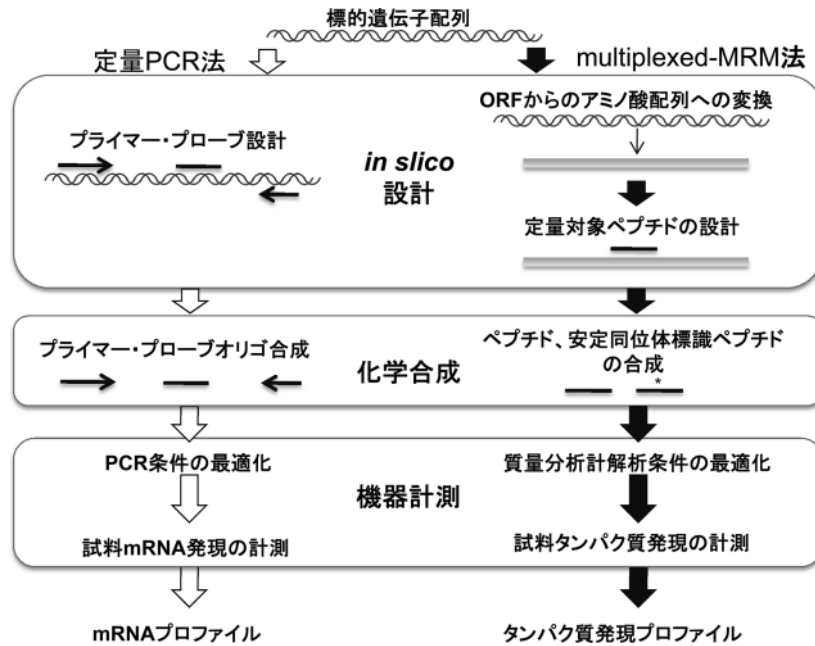 標的遺伝子配列
定量PCR法
multiplexed-MRM法
ORFからのアミノ酸配列への変換
プライマー・プローブ設計
in slico
設計
定量対象ペプチドの設計
プライマー・プローブオリゴ合成
化学合成
ペプチド、安定同位体標識ペプチド
の合成
*
PCR条件の最適化
質量分析計解析条件の最適化
機器計測
試料mRNA発現の計測
試料タンパク質発現の計測
mRNAプロファイル
タンパク質発現プロファイル